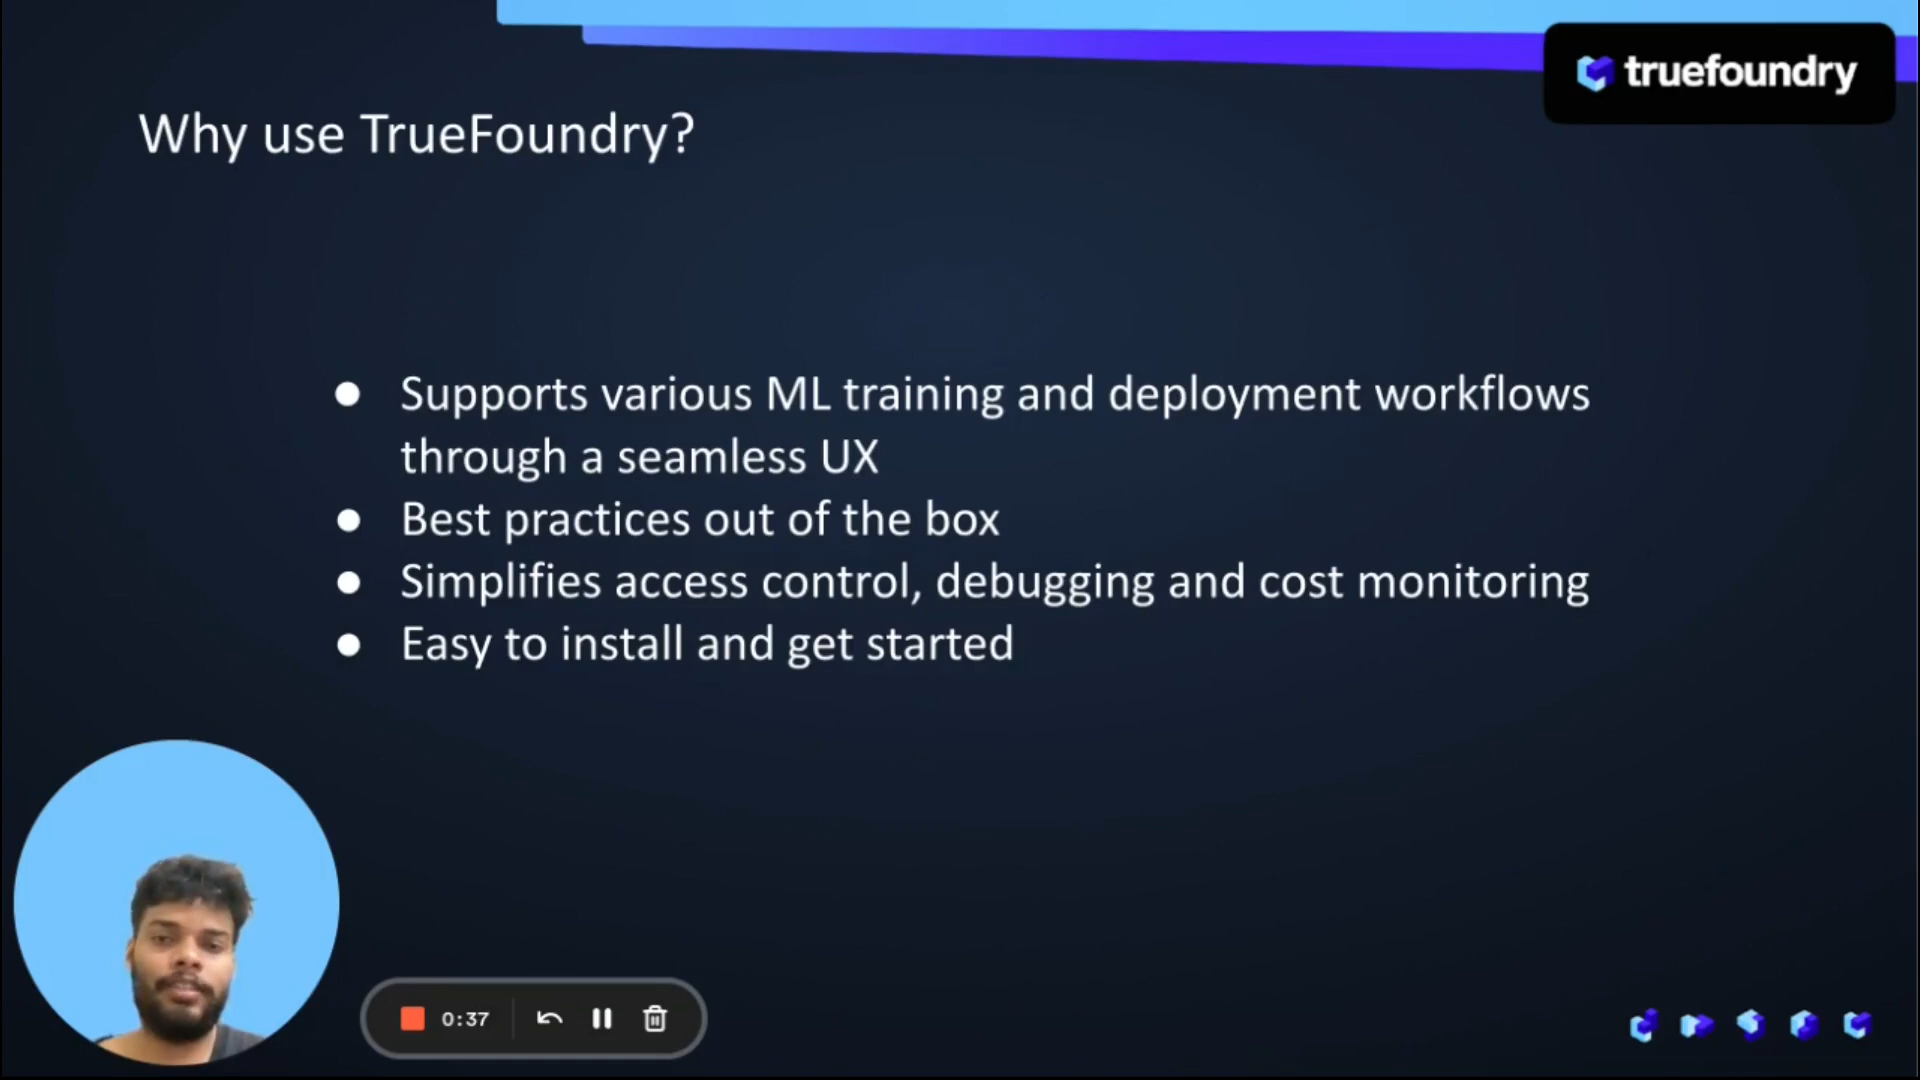 truefoundry
Why use TrueFoundry?
● Supports various ML training and deployment workflows
through a seamless UX
● Best practices out of the box
● Simplifies access control, debugging and cost monitoring
● Easy to install and get started
0:37